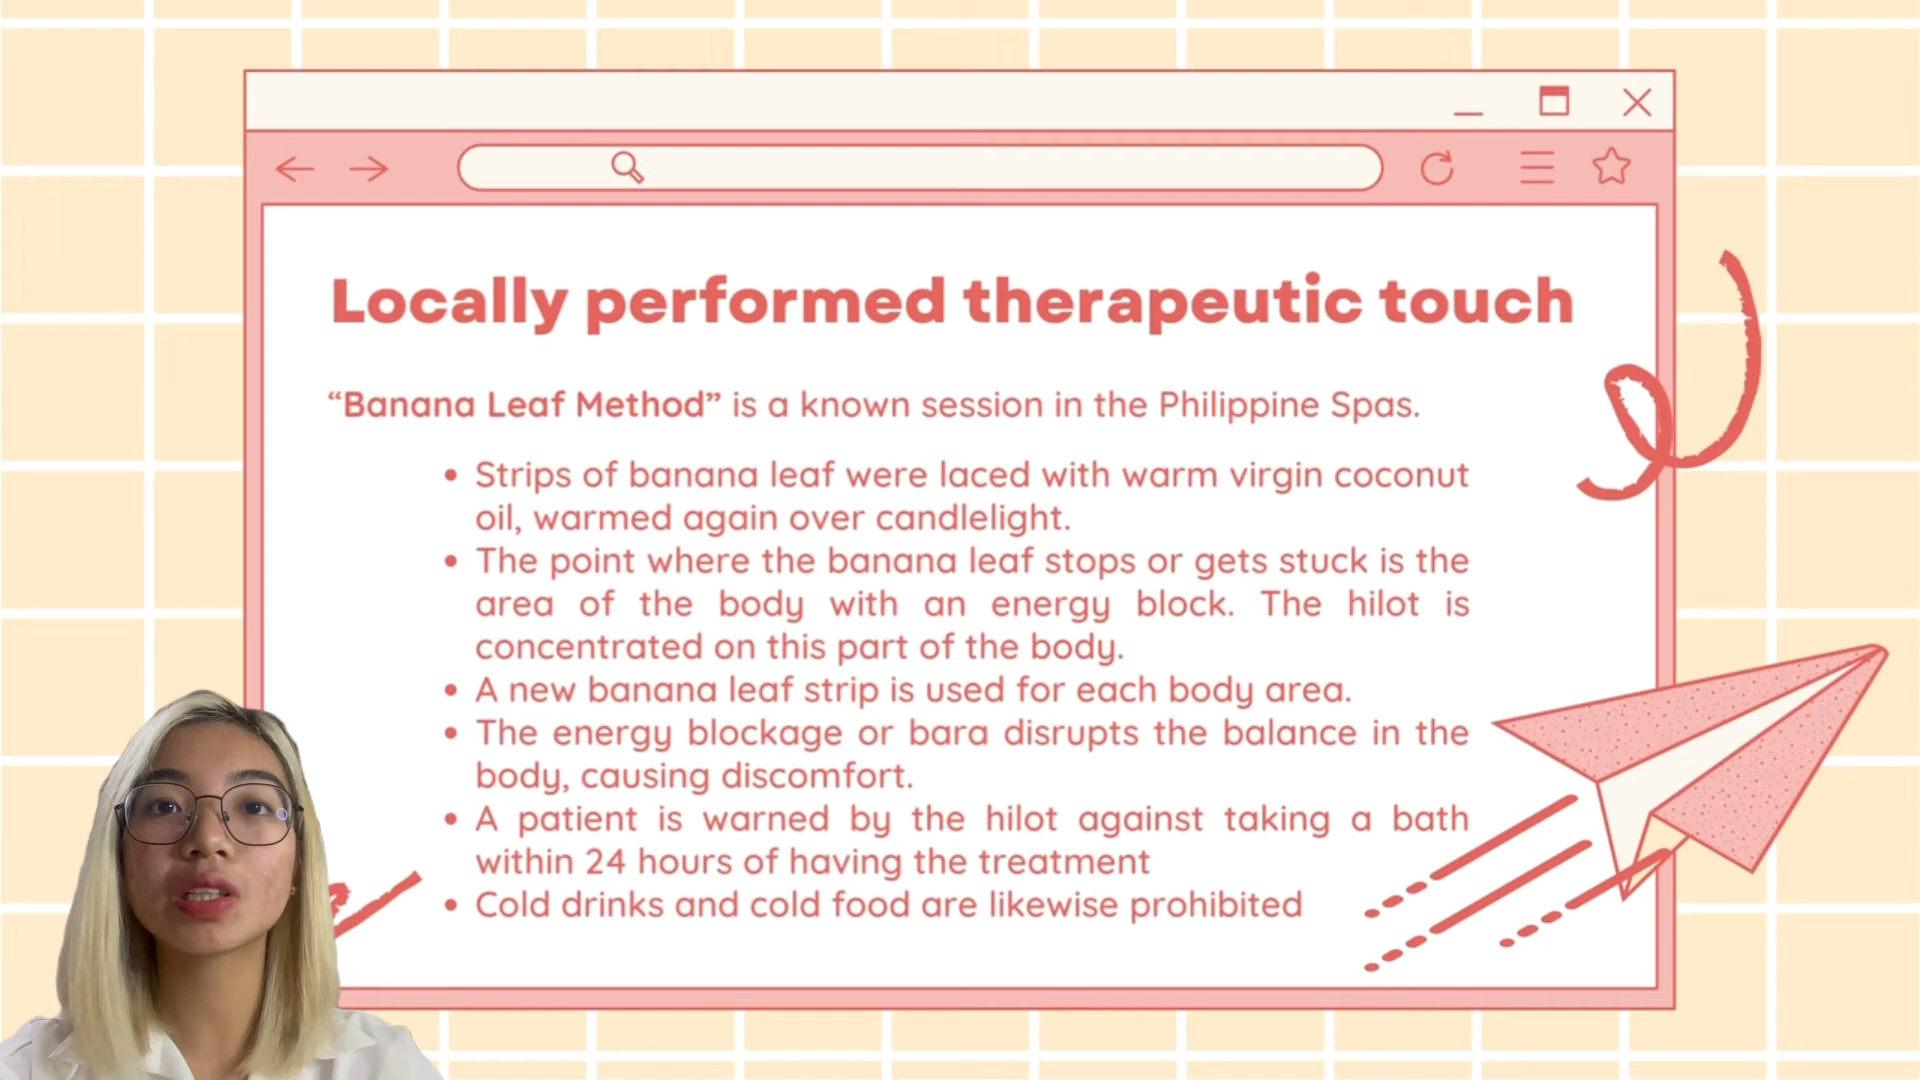 Locally performed therapeutic touch
“Banana Leaf Method” is a known session in the Philippine Spas.
• Strips of banana leaf were laced with warm virgin coconut
oil, warmed again over candlelight.
• The point where the banana leaf stops or gets stuck is the
area of the body with an energy block. The hilot is
concentrated on this part of the body.
• A new banana leaf strip is used for each body area.
• The energy blockage or bara disrupts the balance in the
body, causing discomfort.
• A patient is warned by the hilot against taking a bath
within 24 hours of having the treatment
• Cold drinks and cold food are likewise prohibited